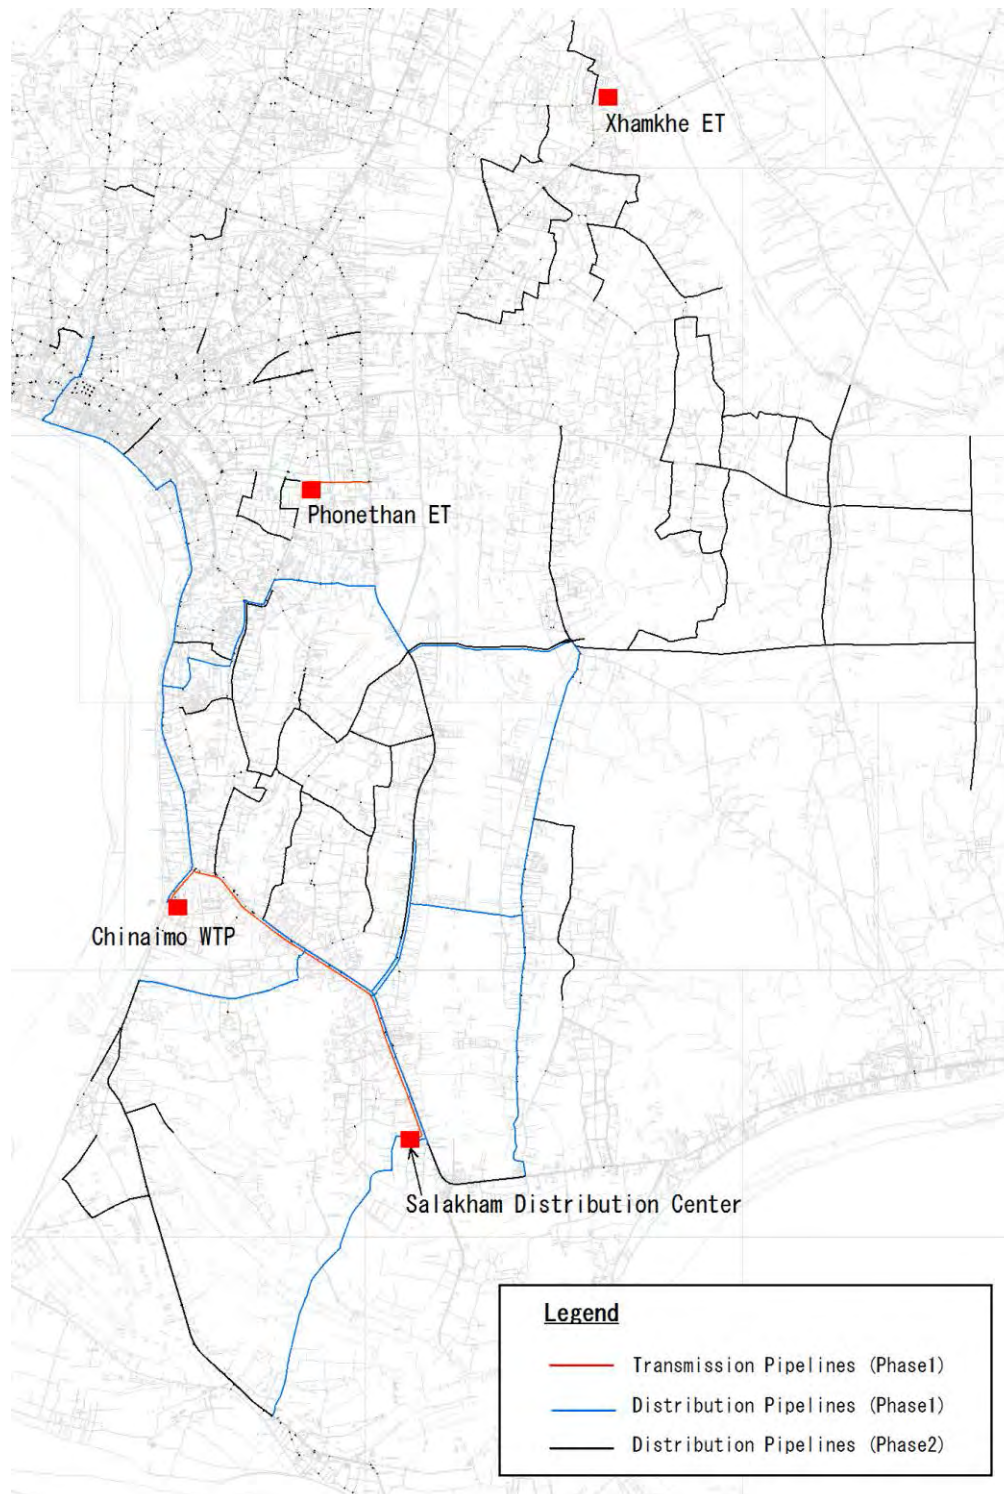 Xhamkhe ET
Phonethan ET
Chinaimo WTP
Salakham Distribution Center
Legend
Transmission Pipelines (Phase1)
Distribution Pipelines (Phase1)
Distribution Pipelines (Phase2)